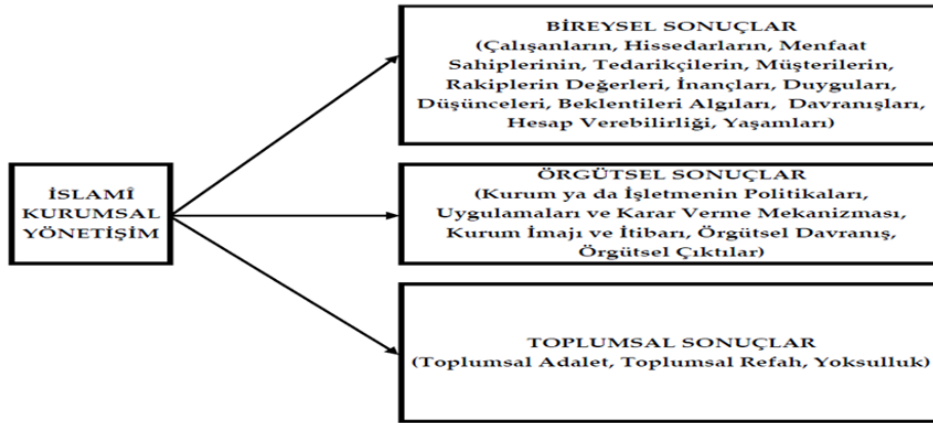 BİREYSEL SONUÇLAR
(Çalışanların, Hissedarların, Menfaat
Sahiplerinin, Tedarikçilerin, Müşterilerin,
Rakiplerin Değerleri, İnançları, Duyguları,
Düşünceleri, Beklentileri Algıları, Davranışları,
Hesap Verebilirliği, Yaşamları)
İSLAMÎ
KURUMSAL
YÖNETİŞİM
ÖRGÜTSEL SONUÇLAR
(Kurum ya da İşletmenin Politikaları,
Uygulamaları ve Karar Verme Mekanizması,
Kurum İmajı ve İtibarı, Örgütsel Davranış,
Örgütsel Çıktılar)
TOPLUMSAL SONUÇLAR
(Toplumsal Adalet, Toplumsal Refah, Yoksulluk)